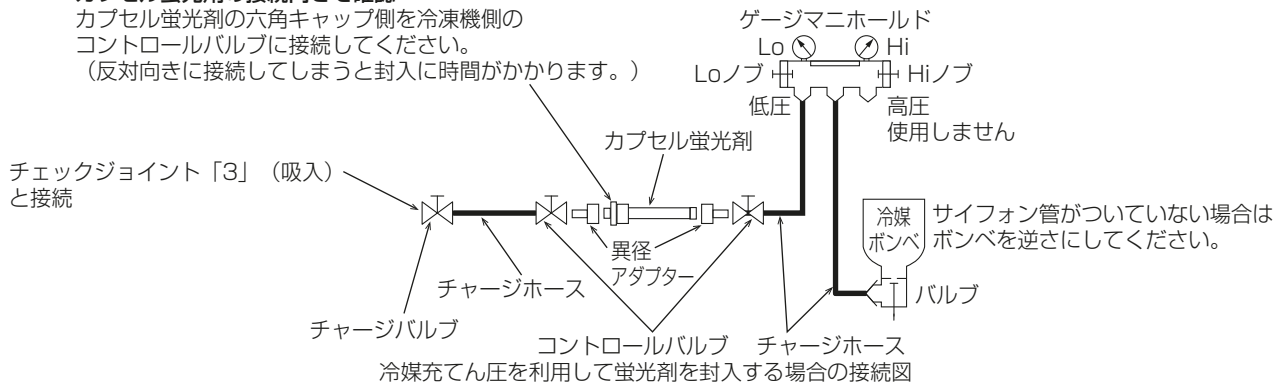 カプセル蛍光剤の六角キャップ側を冷凍機側の
コントロールバルブに接続してください。
（反対向きに接続してしまうと封入に時間がかかります。）
ゲージマニホールド
Lo
Hi
Loノブ
Hiノブ
低圧
高圧
使用しません
カプセル蛍光剤
チェックジョイント「3」（吸入）
と接続
冷媒
ボンベ
サイフォン管がついていない場合は
ボンベを逆さにしてください。
異径
アダプター
チャージホース
バルブ
チャージバルブ
コントロールバルブ
チャージホース
冷媒充てん圧を利用して蛍光剤を封入する場合の接続図